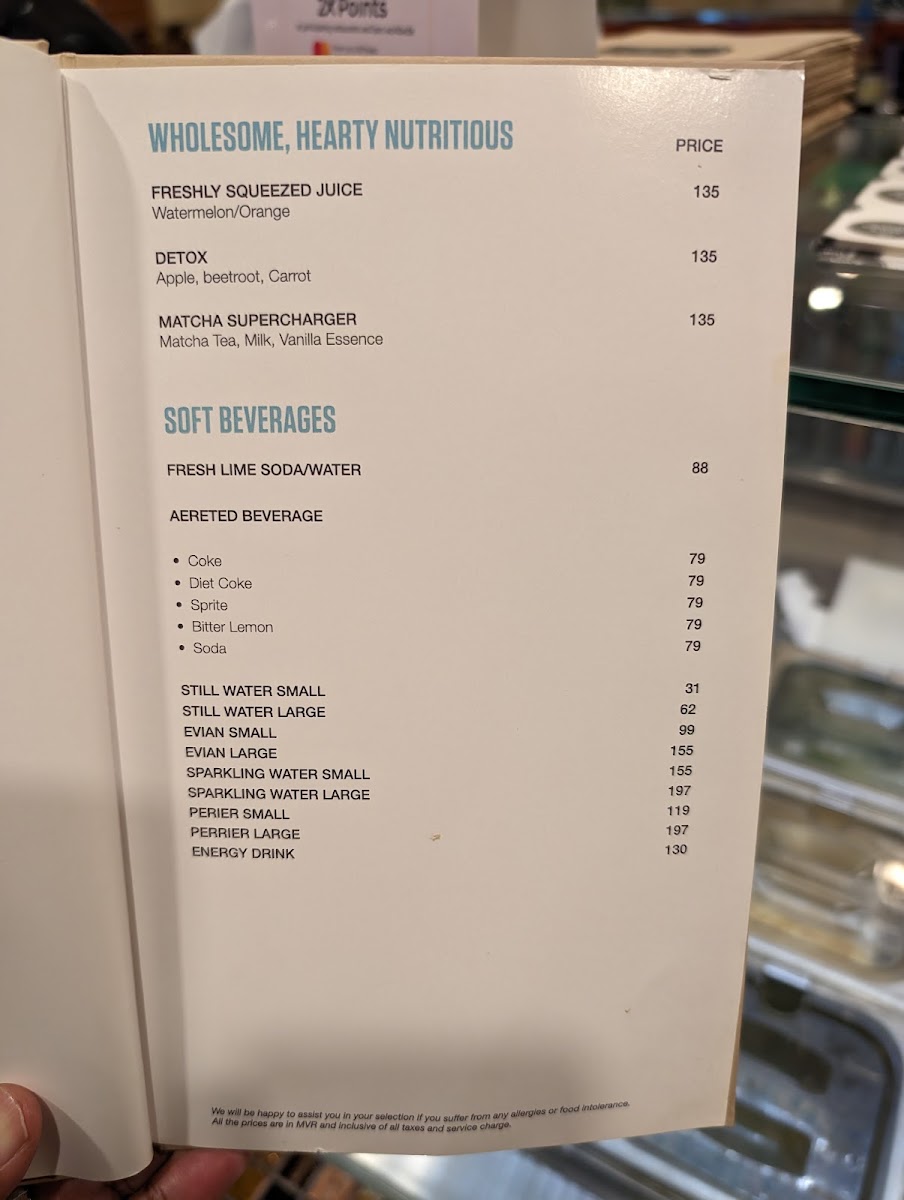 2X Points
WHOLESOME, HEARTY NUTRITIOUS
PRICE
FRESHLY SQUEEZED JUICE 135
Watermelon/Orange
DETOX 135
Apple, beetroot, Carrot
MATCHA SUPERCHARGER 135
Matcha Tea, Milk, Vanilla Essence
SOFT BEVERAGES
FRESH LIME SODA/WATER 88
AERETED BEVERAGE
• Coke 79
• Diet Coke 79
• Sprite 79
• Bitter Lemon 79
• Soda 79
STILL WATER SMALL 31
STILL WATER LARGE 62
EVIAN SMALL 99
EVIAN LARGE 155
SPARKLING WATER SMALL 155
SPARKLING WATER LARGE 197
PERIER SMALL 119
PERRIER LARGE 197
ENERGY DRINK 130
We will be happy to assist you in your selection if you suffer from any allergies or food intolerance.
All the prices are in MVR and inclusive of all taxes and service charge.